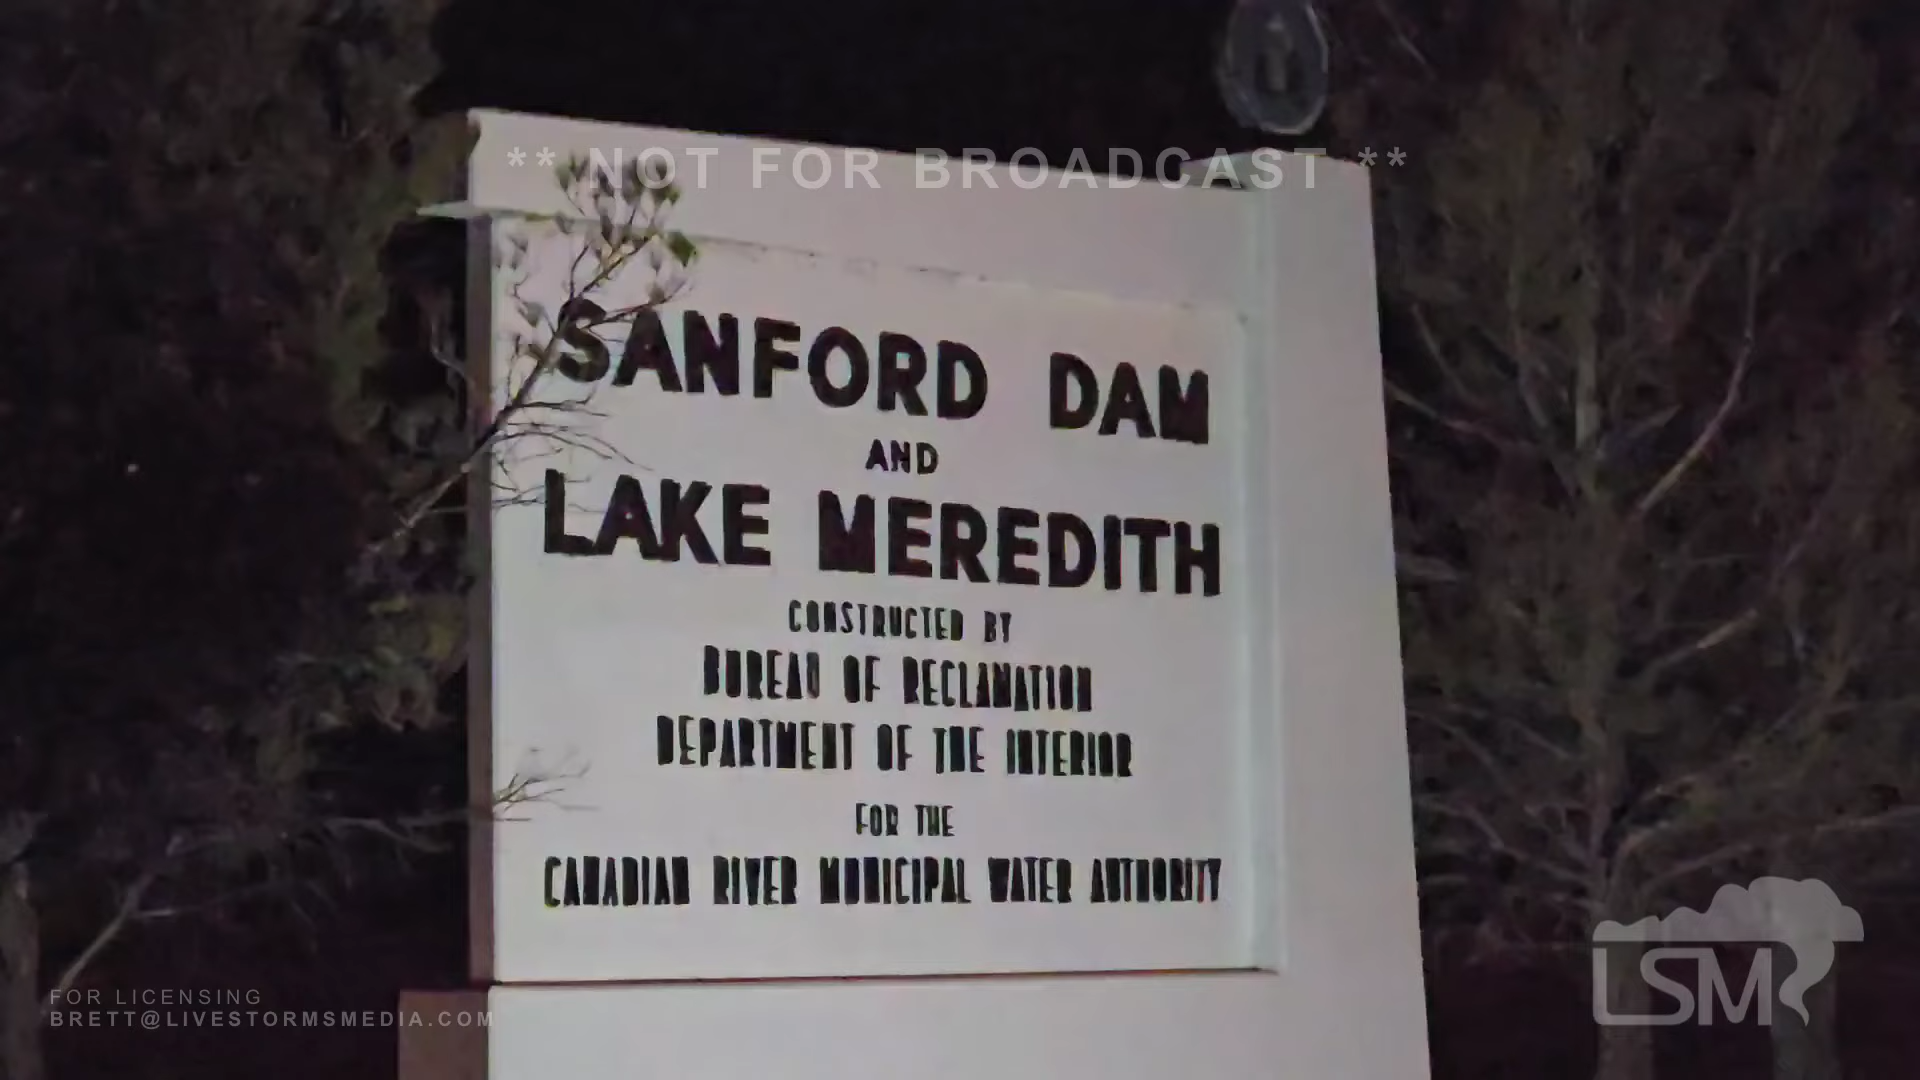 ** NOT FOR BROADCAST **
SANFORD DAM
AND
LAKE MEREDITH
CONSTRUCTED BY
BUREAU OF RECLAMATION
DEPARTMENT OF THE INTERIOR
FOR THE
CANADIAN RIVER MUNICIPAL WATER AUTHORITY
FOR LICENSING
BRETT@LIVESTORMSMEDIA.COM
LSM